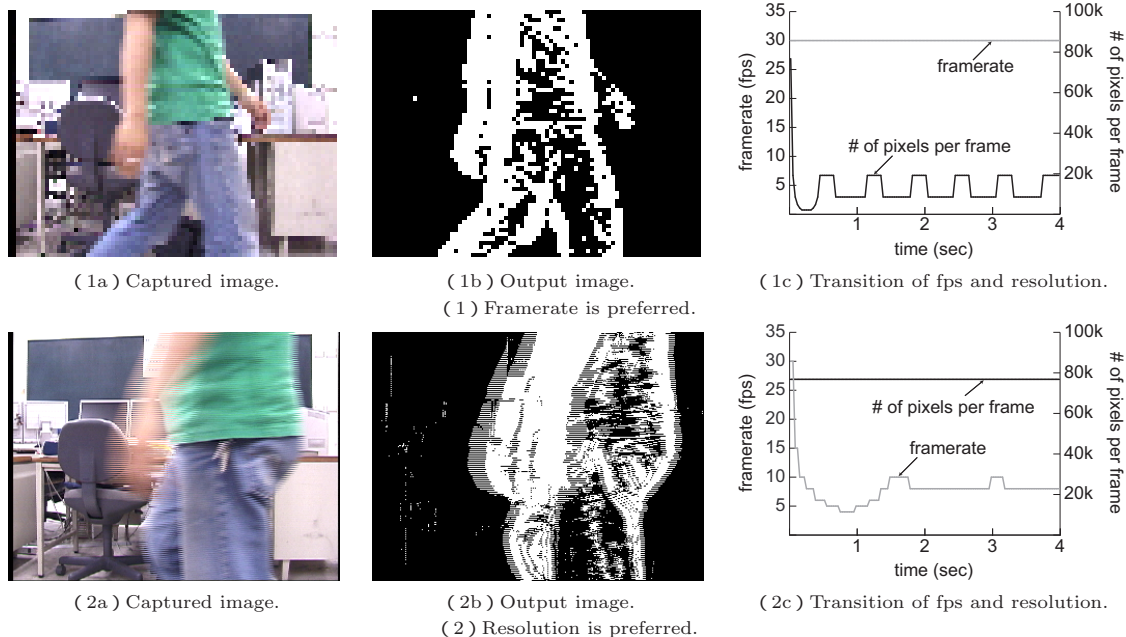 35
30
25
20
15
10
5
framerate (fps)
100k
80k
60k
40k
20k
# of pixels per frame
framerate
# of pixels per frame
1 2 3 4
time (sec)
(1a) Captured image.
(1b) Output image.
(1c) Transition of fps and resolution.
(1) Framerate is preferred.
35
30
25
20
15
10
5
framerate (fps)
100k
80k
60k
40k
20k
# of pixels per frame
# of pixels per frame
framerate
1 2 3 4
time (sec)
(2a) Captured image.
(2b) Output image.
(2c) Transition of fps and resolution.
(2) Resolution is preferred.